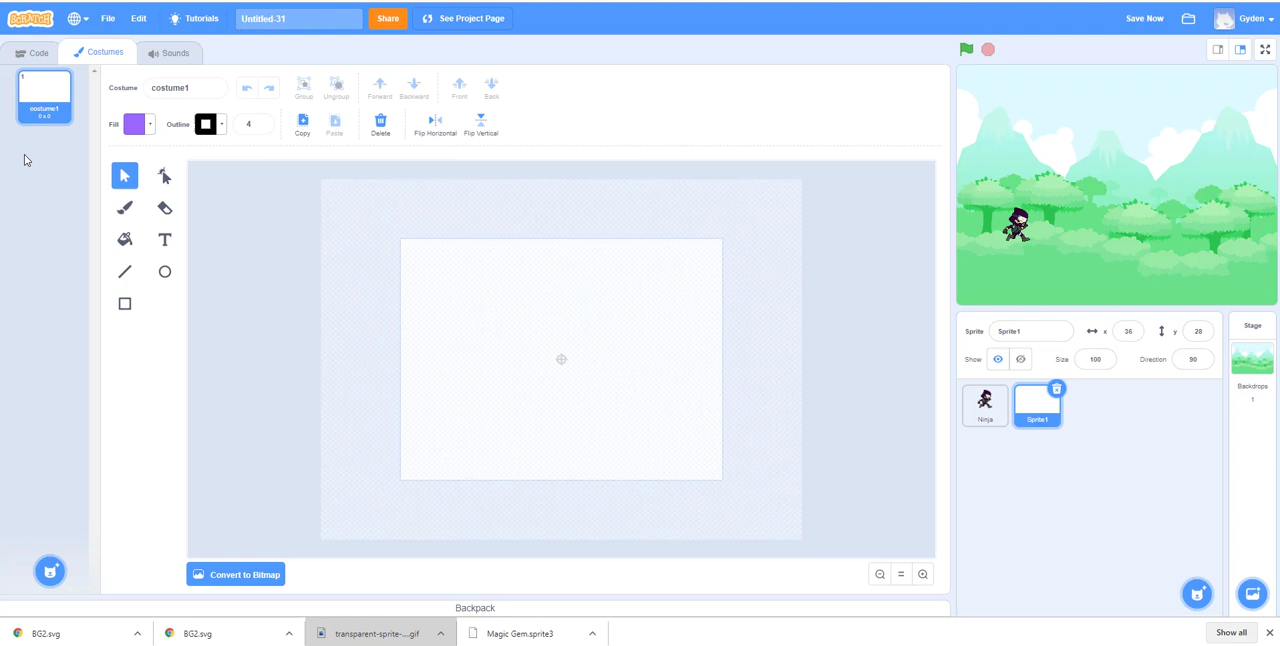 SCRATCH File Edit Tutorials Untitled-31 Share See Project Page Save Now Gyden
Code Costumes Sounds
1
costume1
0 x 0
Costume costume1 Group Ungroup Forward Backward Front Back
Fill Outline 4 Copy Paste Delete Flip Horizontal Flip Vertical
T
Convert to Bitmap
Backpack
Sprite Sprite1 x 36 y 28
Show Size 100 Direction 90
Ninja Sprite1
Stage
Backdrops
1
BG2.svg BG2.svg transparent-sprite-....gif Magic Gem.sprite3 Show all